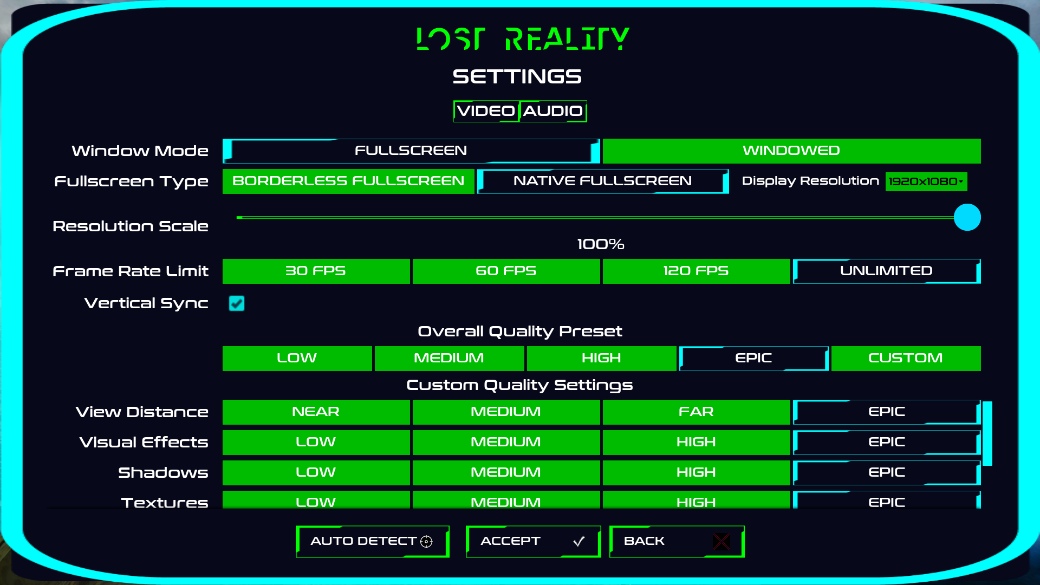 LOST REALITY
SETTINGS
VIDEO AUDIO
Window Mode FULLSCREEN WINDOWED
Fullscreen Type BORDERLESS FULLSCREEN NATIVE FULLSCREEN Display Resolution 1920x1080
Resolution Scale
100%
Frame Rate Limit 30 FPS 60 FPS 120 FPS UNLIMITED
Vertical Sync
Overall Quality Preset
LOW MEDIUM HIGH EPIC CUSTOM
Custom Quality Settings
View Distance NEAR MEDIUM FAR EPIC
Visual Effects LOW MEDIUM HIGH EPIC
Shadows LOW MEDIUM HIGH EPIC
Textures LOW MEDIUM HIGH EPIC
AUTO DETECT ACCEPT BACK